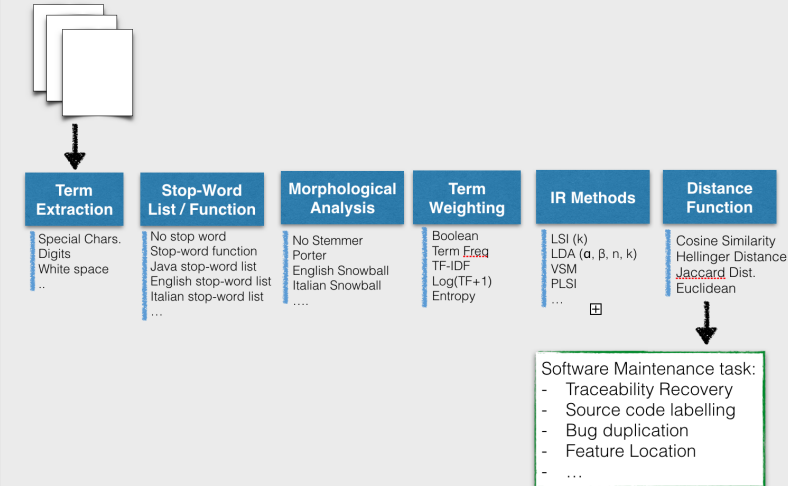 Term
Extraction
Special Chars.
Digits
White space
..
Stop-Word
List / Function
No stop word
Stop-word function
Java stop-word list
English stop-word list
Italian stop-word list
…
Morphological
Analysis
No Stemmer
Porter
English Snowball
Italian Snowball
….
Term
Weighting
Boolean
Term Freq
TF-IDF
Log(TF+1)
Entropy
IR Methods
LSI (k)
LDA (α, β, n, k)
VSM
PLSI
…
Distance
Function
Cosine Similarity
Hellinger Distance
Jaccard Dist.
Euclidean
Software Maintenance task:
- Traceability Recovery
- Source code labelling
- Bug duplication
- Feature Location
- …